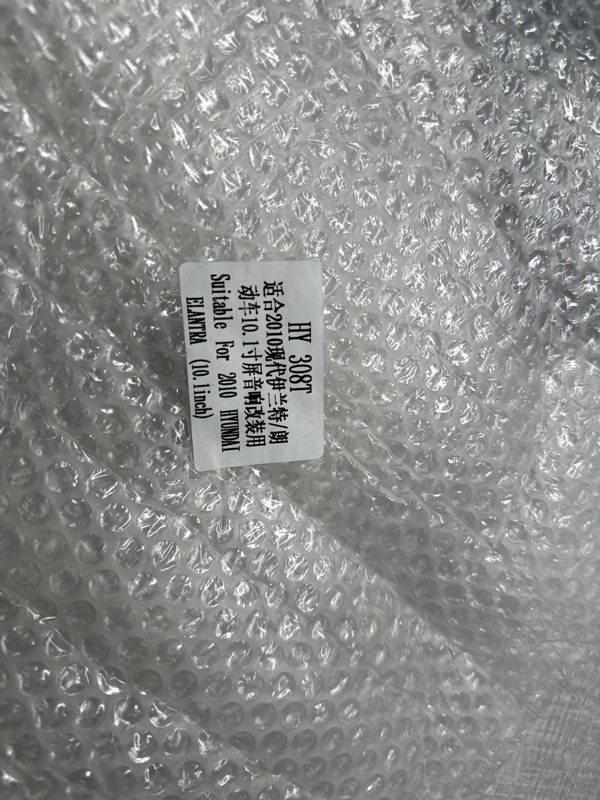 HY 308T
适合2010现代伊兰特/朗
动车10.1寸屏音响改装用
Suitable For 2010 HYUNDAI
ELANTRA (10.1inch)